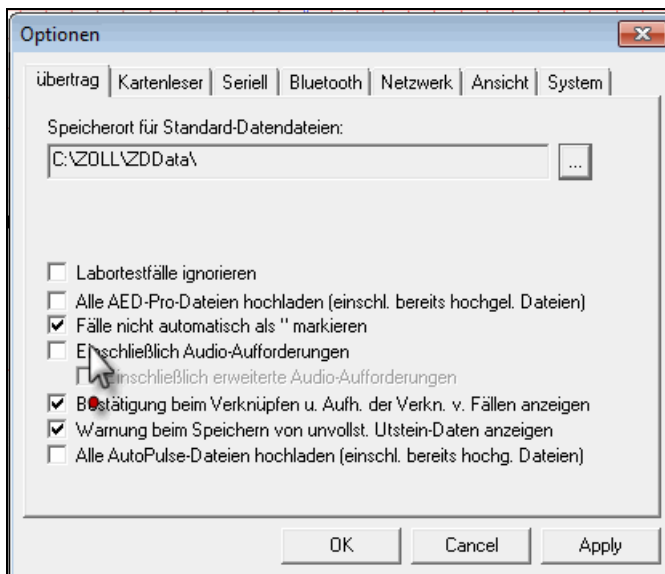 Optionen
übertrag Kartenleser Seriell Bluetooth Netzwerk Ansicht System
Speicherort für Standard-Datendateien:
C:\ZOLL\ZDData\ ...
Labortestfälle ignorieren
Alle AED-Pro-Dateien hochladen (einschl. bereits hochgel. Dateien)
Fälle nicht automatisch als '' markieren
Einschließlich Audio-Aufforderungen
Einschließlich erweiterte Audio-Aufforderungen
Bestätigung beim Verknüpfen u. Aufh. der Verkn. v. Fällen anzeigen
Warnung beim Speichern von unvollst. Utstein-Daten anzeigen
Alle AutoPulse-Dateien hochladen (einschl. bereits hochg. Dateien)
OK Cancel Apply